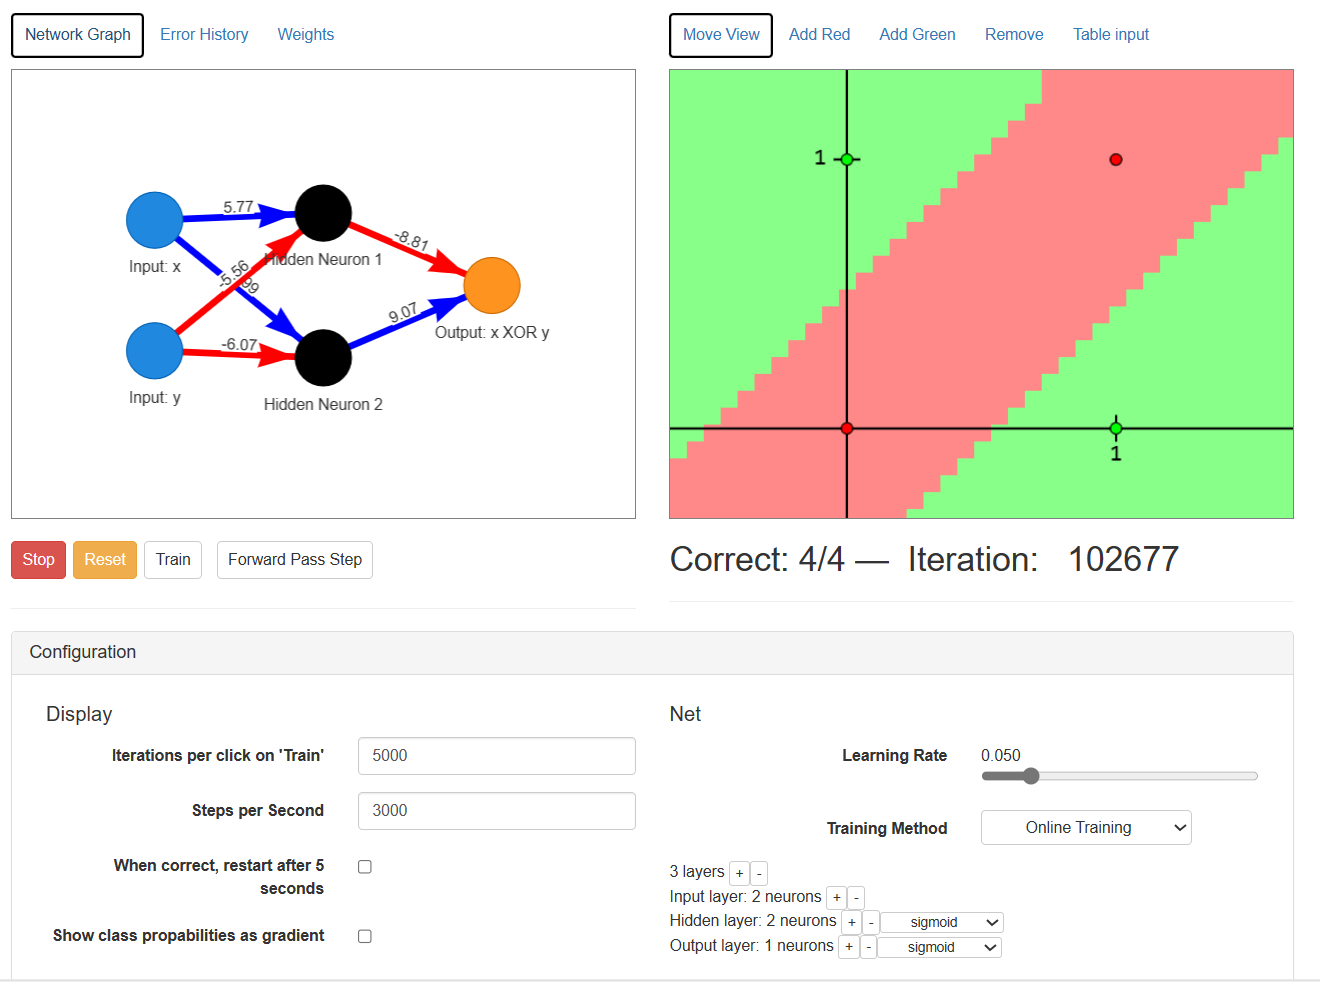 Network Graph Error History Weights
Move View Add Red Add Green Remove Table input
5.77
-8.81
Input: x
Hidden Neuron 1
-5.56
99
9.07
Output: x XOR y
-6.07
Input: y
Hidden Neuron 2
1
1
Stop Reset Train Forward Pass Step
Correct: 4/4 — Iteration: 102677
Configuration
Display
Iterations per click on 'Train' 5000
Steps per Second 3000
When correct, restart after 5
seconds
Show class propabilities as gradient
Net
Learning Rate 0.050
Training Method Online Training
3 layers + -
Input layer: 2 neurons + -
Hidden layer: 2 neurons + - sigmoid
Output layer: 1 neurons + - sigmoid